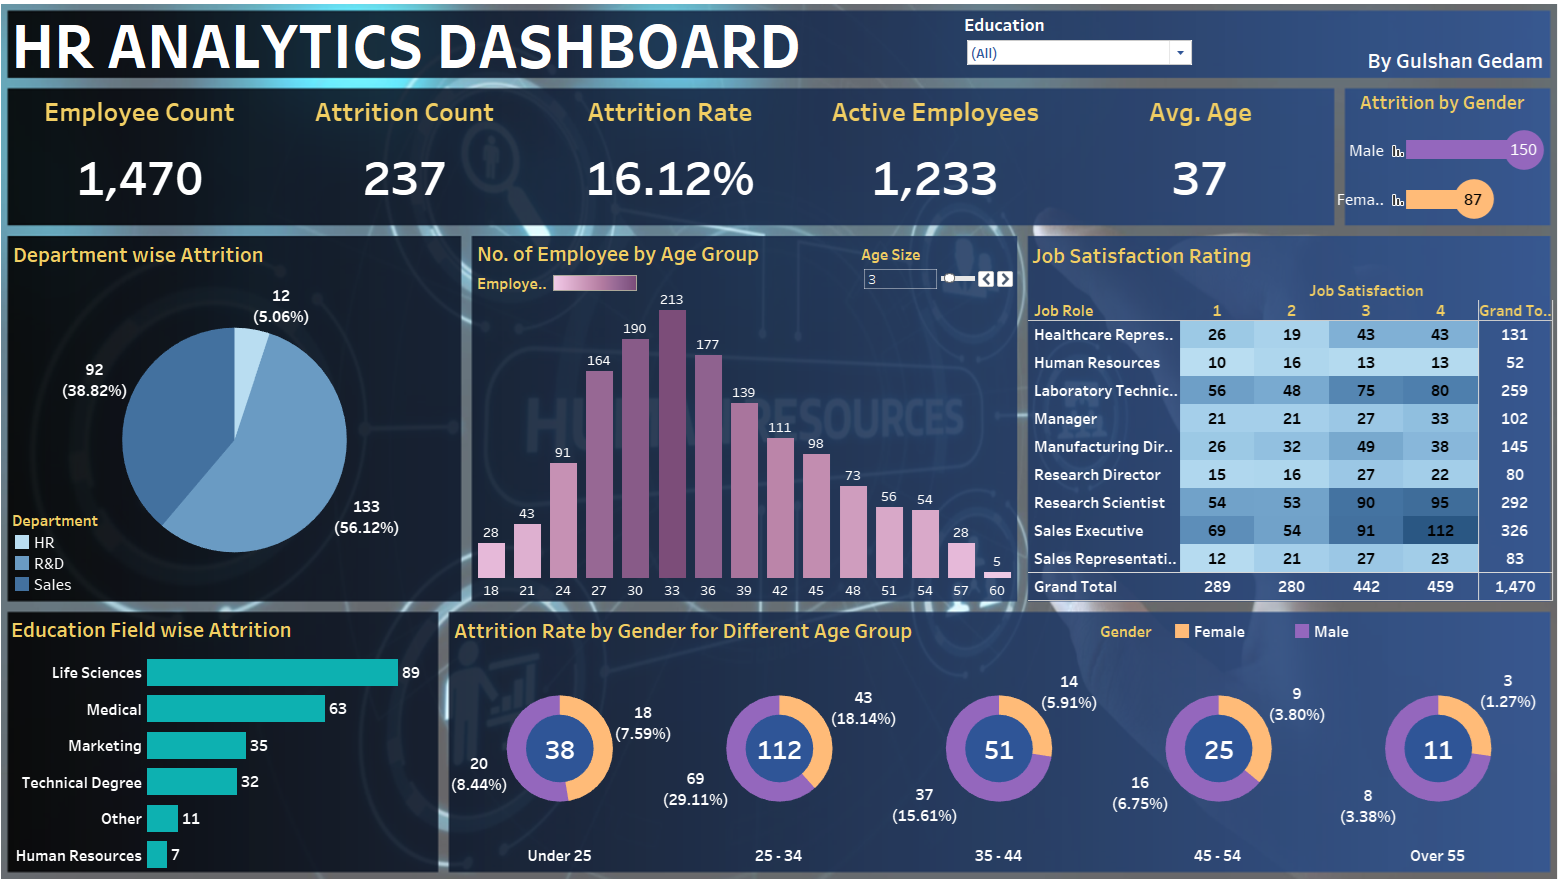 HR ANALYTICS DASHBOARD
Education
(All)
By Gulshan Gedam
Employee Count
1,470
Attrition Count
237
Attrition Rate
16.12%
Active Employees
1,233
Avg. Age
37
Attrition by Gender
Male 150
Fema.. 87
Department wise Attrition
12
(5.06%)
92
(38.82%)
133
(56.12%)
Department
HR
R&D
Sales
No. of Employee by Age Group
Employe..
Age Size
3
28 43 91 164 190 213 177 139 111 98 73 56 54 28 5
18 21 24 27 30 33 36 39 42 45 48 51 54 57 60
HUMAN RESOURCES
Job Satisfaction Rating
Job Satisfaction
Job Role 1 2 3 4 Grand To..
Healthcare Repres.. 26 19 43 43 131
Human Resources 10 16 13 13 52
Laboratory Technic.. 56 48 75 80 259
Manager 21 21 27 33 102
Manufacturing Dir.. 26 32 49 38 145
Research Director 15 16 27 22 80
Research Scientist 54 53 90 95 292
Sales Executive 69 54 91 112 326
Sales Representati.. 12 21 27 23 83
Grand Total 289 280 442 459 1,470
Education Field wise Attrition
Life Sciences 89
Medical 63
Marketing 35
Technical Degree 32
Other 11
Human Resources 7
Attrition Rate by Gender for Different Age Group
Gender Female Male
18
(7.59%)
38
20
(8.44%)
Under 25
43
(18.14%)
112
69
(29.11%)
25 - 34
14
(5.91%)
51
37
(15.61%)
35 - 44
9
(3.80%)
25
16
(6.75%)
45 - 54
3
(1.27%)
11
8
(3.38%)
Over 55